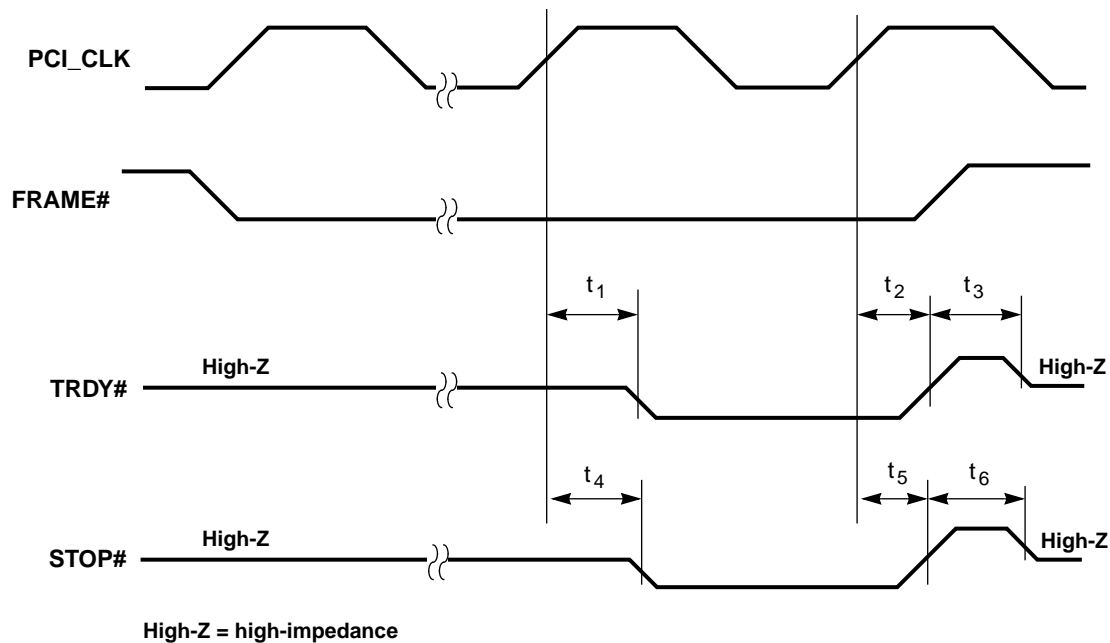 PCI_CLK
FRAME#
t1
t2
t3
High-Z
High-Z
TRDY#
t4
t5
t6
High-Z
High-Z
STOP#
High-Z = high-impedance